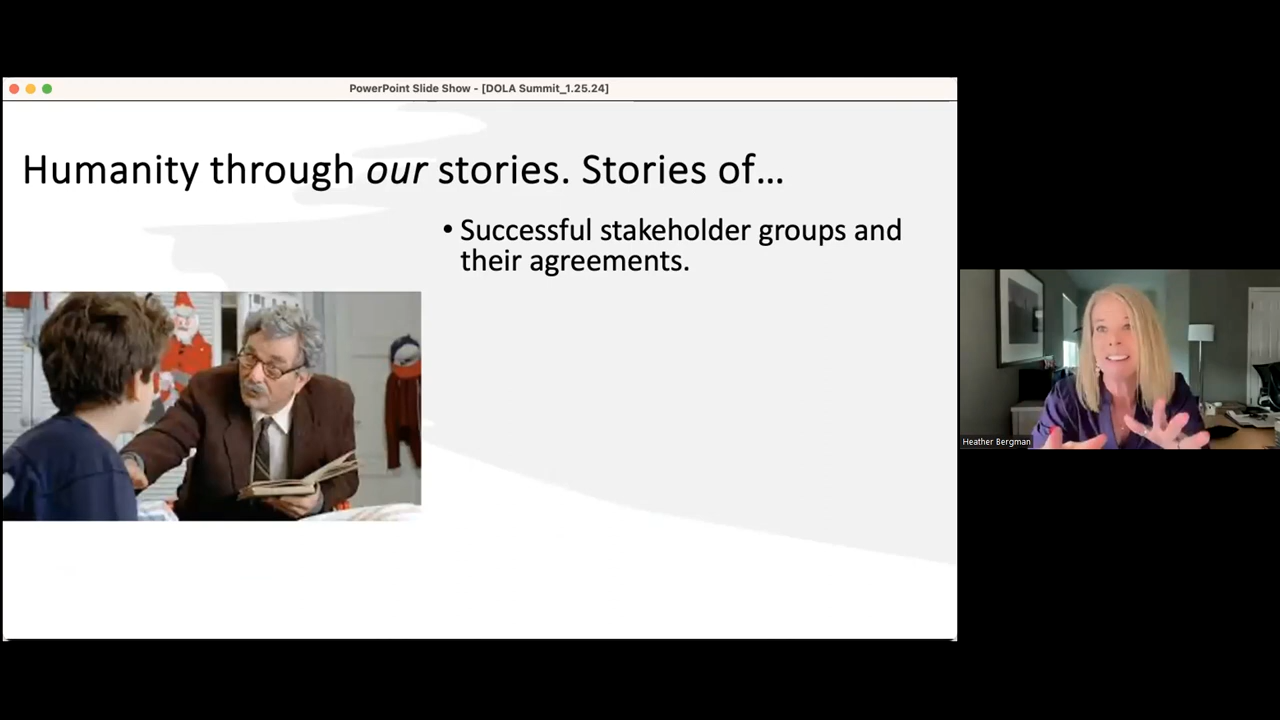 PowerPoint Slide Show - [DOLA Summit_1.25.24]
Humanity through our stories. Stories of…
• Successful stakeholder groups and
their agreements.
Heather Bergman